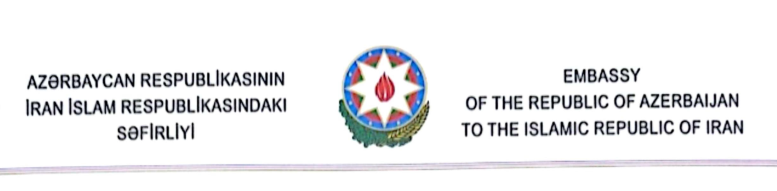 AZƏRBAYCAN RESPUBLİKASININ
İRAN İSLAM RESPUBLİKASINDAKI
SƏFİRLİYİ
EMBASSY
OF THE REPUBLIC OF AZERBAIJAN
TO THE ISLAMIC REPUBLIC OF IRAN